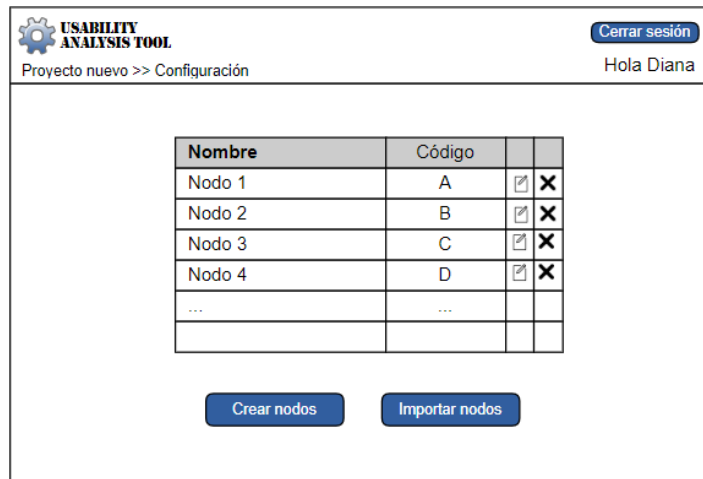 USABILITY
ANALYSIS TOOL
Cerrar sesión
Proyecto nuevo >> Configuración
Hola Diana
Nombre Código
Nodo 1 A
Nodo 2 B
Nodo 3 C
Nodo 4 D
... ...
Crear nodos Importar nodos